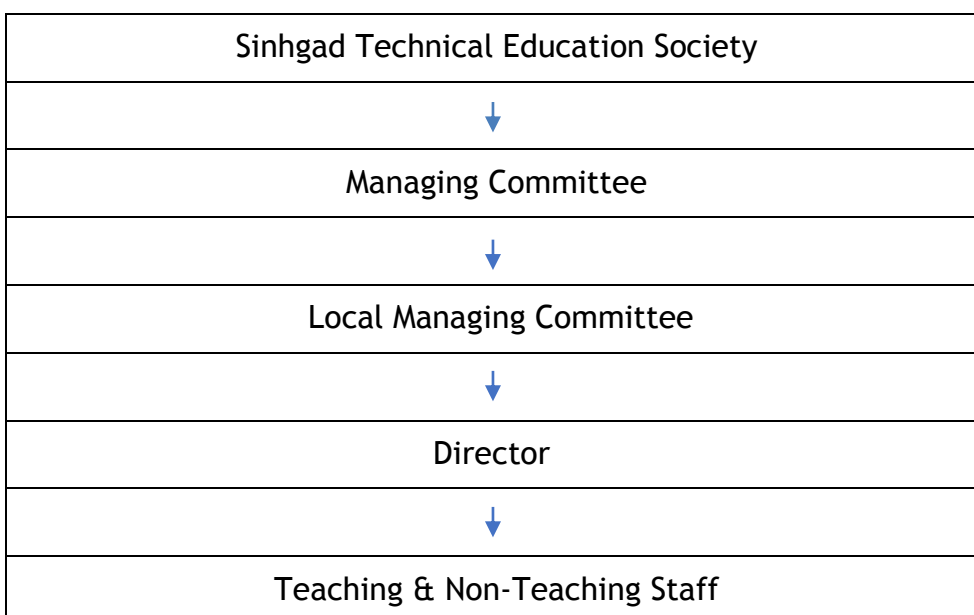 Sinhgad Technical Education Society
Managing Committee
Local Managing Committee
Director
Teaching & Non-Teaching Staff